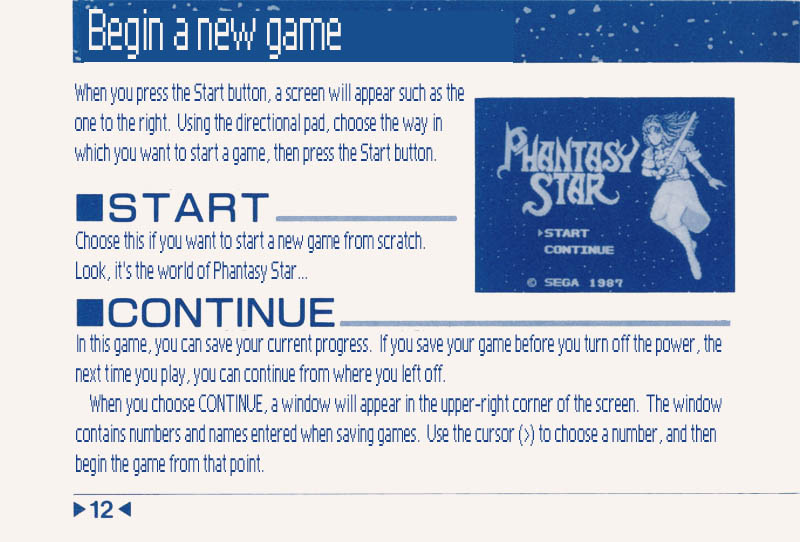 Begin a new game
When you press the Start button, a screen will appear such as the
one to the right. Using the directional pad, choose the way in
which you want to start a game, then press the Start button.
PHANTASY
STAR
▸START
CONTINUE
© SEGA 1987
■START
Choose this if you want to start a new game from scratch.
Look, it's the world of Phantasy Star...
■CONTINUE
In this game, you can save your current progress. If you save your game before you turn off the power, the
next time you play, you can continue from where you left off.
When you choose CONTINUE, a window will appear in the upper-right corner of the screen. The window
contains numbers and names entered when saving games. Use the cursor (>) to choose a number, and then
begin the game from that point.
▶12◀